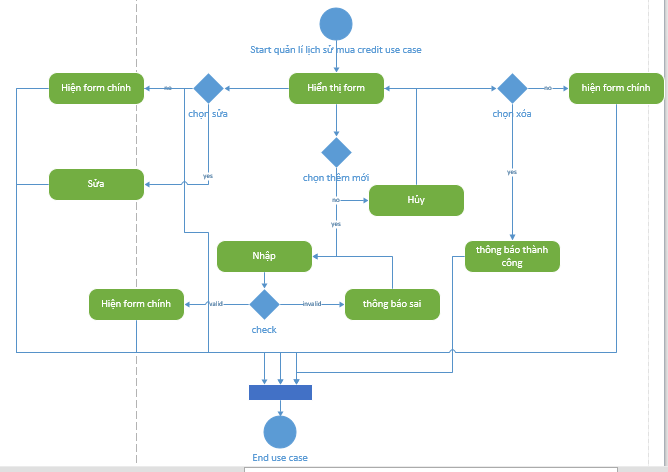 Start quản lí lịch sử mua credit use case
Hiện form chính
no
chọn sửa
Hiển thị form
chọn xóa
no
hiện form chính
chọn thêm mới
yes
yes
Sửa
no
Hủy
yes
Nhập
thông báo thành
công
Hiện form chính
valid
check
invalid
thông báo sai
End use case